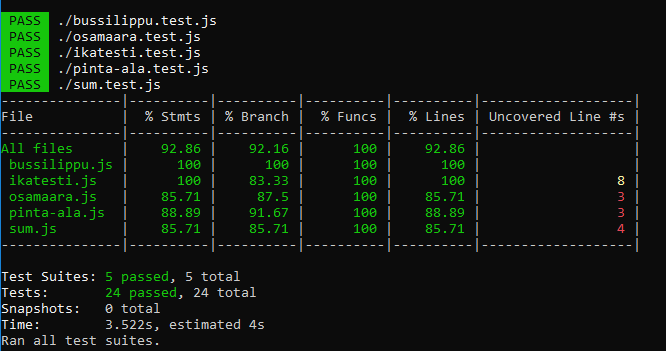 PASS ./bussilippu.test.js
PASS ./osamaara.test.js
PASS ./ikatesti.test.js
PASS ./pinta-ala.test.js
PASS ./sum.test.js
---------------|----------|----------|----------|----------|-------------------|
File           |  % Stmts | % Branch |  % Funcs |  % Lines | Uncovered Line #s |
---------------|----------|----------|----------|----------|-------------------|
All files      |    92.86 |    92.16 |      100 |    92.86 |                   |
 bussilippu.js |      100 |      100 |      100 |      100 |                   |
 ikatesti.js   |      100 |    83.33 |      100 |      100 |                 8 |
 osamaara.js   |    85.71 |     87.5 |      100 |    85.71 |                 3 |
 pinta-ala.js  |    88.89 |    91.67 |      100 |    88.89 |                 3 |
 sum.js        |    85.71 |    85.71 |      100 |    85.71 |                 4 |
---------------|----------|----------|----------|----------|-------------------|
Test Suites: 5 passed, 5 total
Tests:       24 passed, 24 total
Snapshots:   0 total
Time:        3.522s, estimated 4s
Ran all test suites.